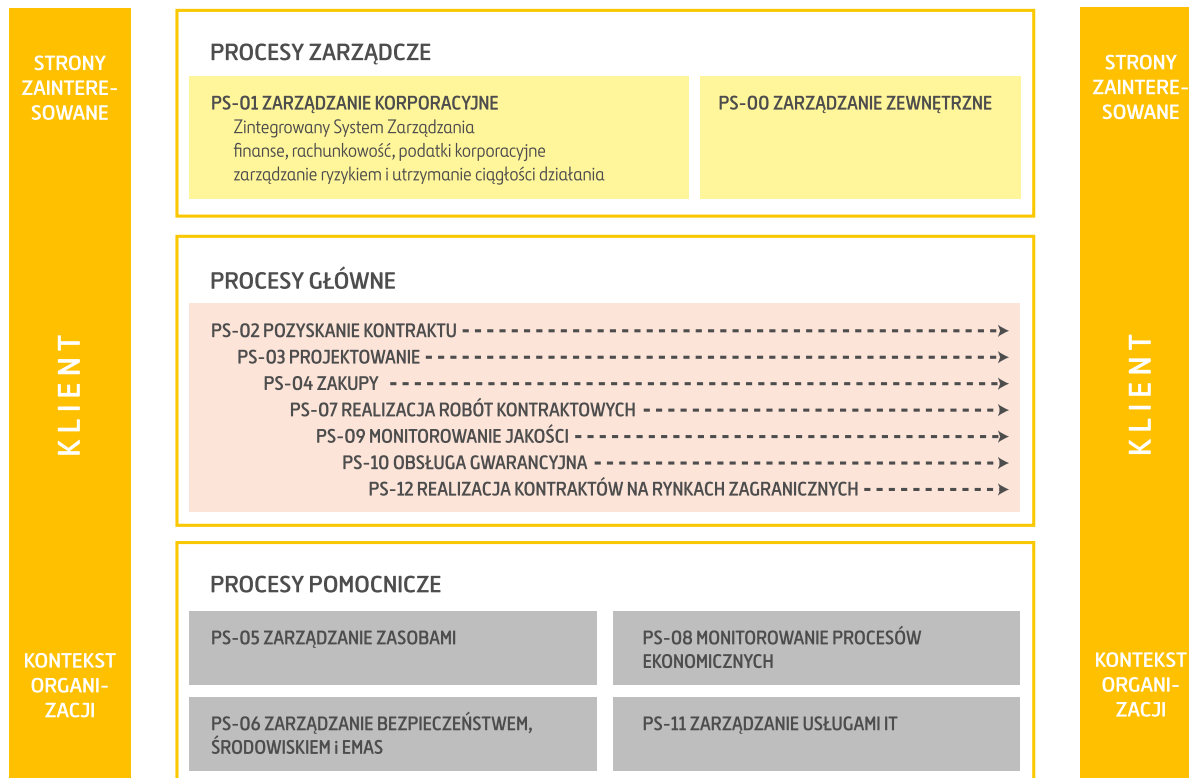 STRONY
ZAINTERE-
SOWANE
KLIENT
KONTEKST
ORGANI-
ZACJI
PROCESY ZARZĄDCZE
PS-01 ZARZĄDZANIE KORPORACYJNE
Zintegrowany System Zarządzania
finanse, rachunkowość, podatki korporacyjne
zarządzanie ryzykiem i utrzymanie ciągłości działania
PS-00 ZARZĄDZANIE ZEWNĘTRZNE
PROCESY GŁÓWNE
PS-02 POZYSKANIE KONTRAKTU
PS-03 PROJEKTOWANIE
PS-04 ZAKUPY
PS-07 REALIZACJA ROBÓT KONTRAKTOWYCH
PS-09 MONITOROWANIE JAKOŚCI
PS-10 OBSŁUGA GWARANCYJNA
PS-12 REALIZACJA KONTRAKTÓW NA RYNKACH ZAGRANICZNYCH
PROCESY POMOCNICZE
PS-05 ZARZĄDZANIE ZASOBAMI
PS-08 MONITOROWANIE PROCESÓW
EKONOMICZNYCH
PS-06 ZARZĄDZANIE BEZPIECZEŃSTWEM,
ŚRODOWISKIEM i EMAS
PS-11 ZARZĄDZANIE USŁUGAMI IT
STRONY
ZAINTERE-
SOWANE
KLIENT
KONTEKST
ORGANI-
ZACJI